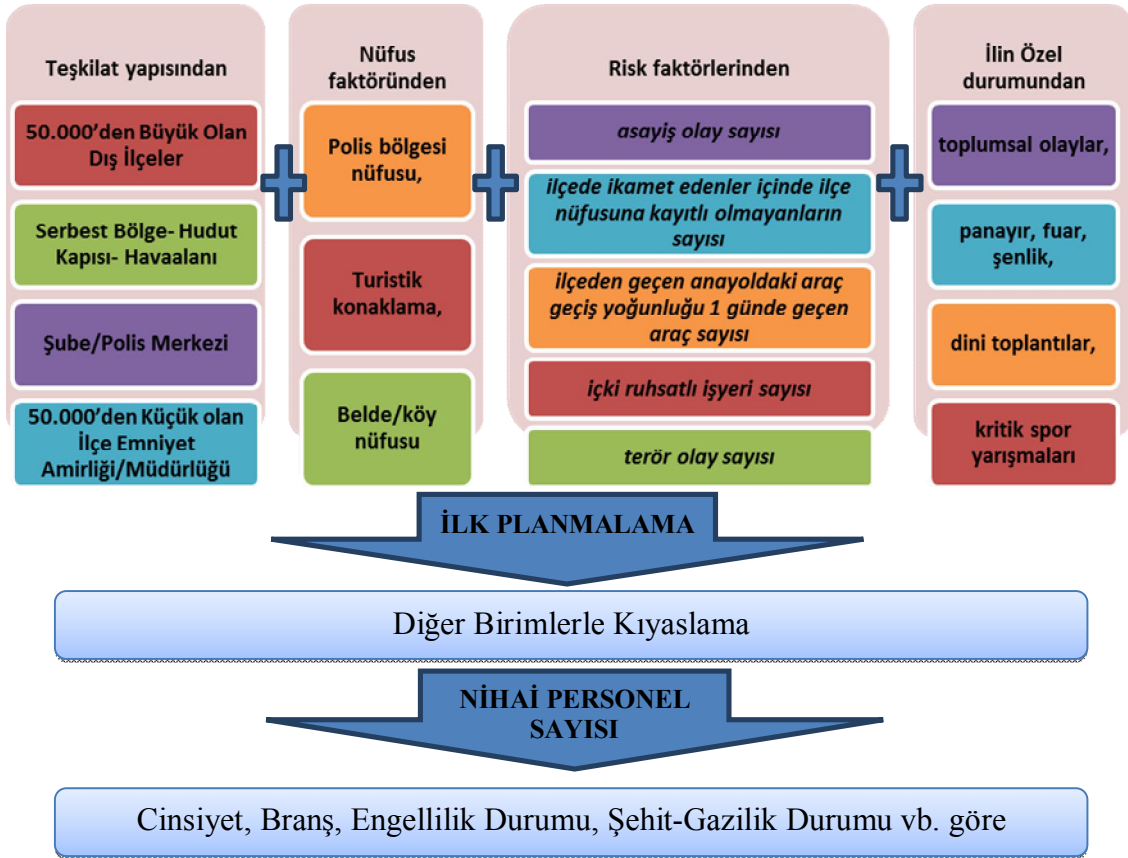 Teşkilat yapısından
50.000’den Büyük Olan
Dış İlçeler
Serbest Bölge- Hudut
Kapısı- Havaalanı
Şube/Polis Merkezi
50.000’den Küçük olan
İlçe Emniyet
Amirliği/Müdürlüğü
Nüfus
faktöründen
Polis bölgesi
nüfusu,
Turistik
konaklama,
Belde/köy
nüfusu
Risk faktörlerinden
asayiş olay sayısı
ilçede ikamet edenler içinde ilçe
nüfusuna kayıtlı olmayanların
sayısı
ilçeden geçen anayoldaki araç
geçiş yoğunluğu 1 günde geçen
araç sayısı
içki ruhsatlı işyeri sayısı
terör olay sayısı
İlin Özel
durumundan
toplumsal olaylar,
panayır, fuar,
şenlik,
dini toplantılar,
kritik spor
yarışmaları
İLK PLANMALAMA
Diğer Birimlerle Kıyaslama
NİHAİ PERSONEL
SAYISI
Cinsiyet, Branş, Engellilik Durumu, Şehit-Gazilik Durumu vb. göre